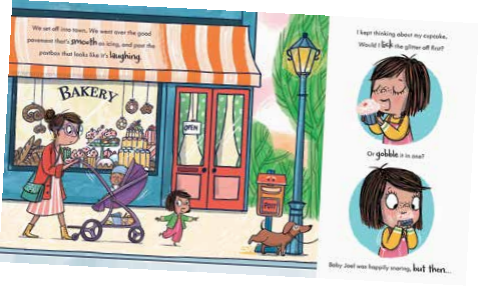 We set off into town. We went over the good
pavement that's smooth as icing, and past the
postbox that looks like it's laughing.
BAKERY
OPEN
POST
I kept thinking about my cupcake.
Would I lick the glitter off first?
Or gobble it in one?
Baby Joel was happily snoring, but then...